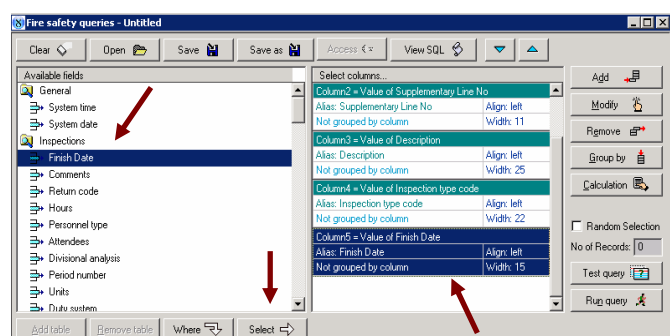 Fire safety queries - Untitled
Clear Open Save Save as Access View SQL
Available fields
General
System time
System date
Inspections
Finish Date
Comments
Return code
Hours
Personnel type
Attendees
Divisional analysis
Period number
Units
Duty system
Select columns...
Column2 = Value of Supplementary Line No
Alias: Supplementary Line No Align: left
Not grouped by column Width: 11
Column3 = Value of Description
Alias: Description Align: left
Not grouped by column Width: 25
Column4 = Value of Inspection type code
Alias: Inspection type code Align: left
Not grouped by column Width: 22
Column5 = Value of Finish Date
Alias: Finish Date Align: left
Not grouped by column Width: 15
Add
Modify
Remove
Group by
Calculation
Random Selection
No of Records: 0
Test query
Run query
Add table Remove table Where Select